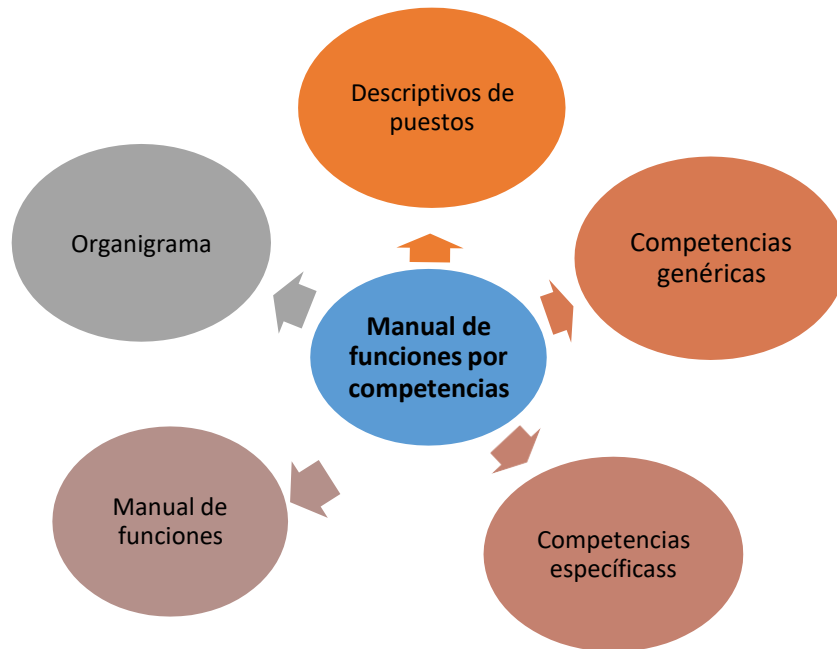 Descriptivos de
puestos
Organigrama
Competencias
genéricas
Manual de
funciones por
competencias
Manual de
funciones
Competencias
específicass